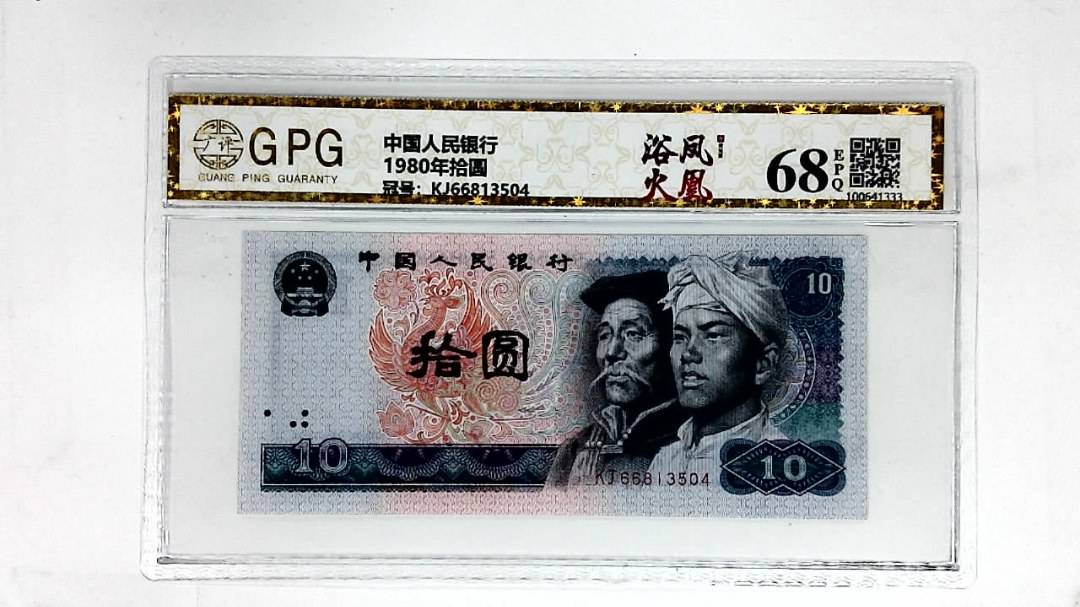 广评
GPG
GUANG PING GUARANTY
中国人民银行
1980年拾圆
冠号：KJ66813504
浴凤
火凰
68
EPQ
100641333
中国人民银行
10
拾圆
10
KJ66813504
10